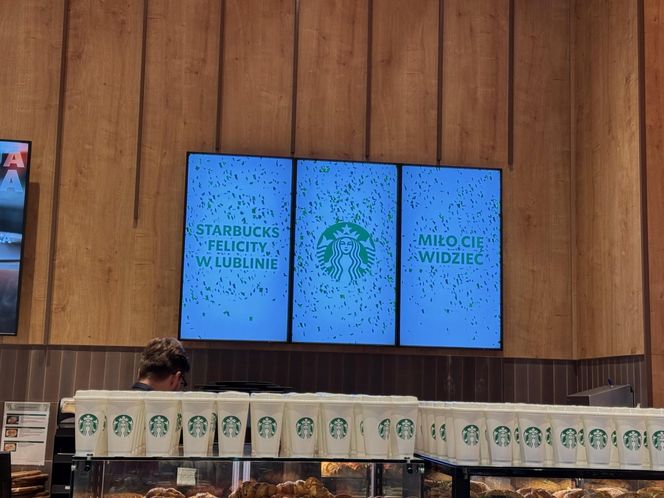 STARBUCKS
FELICITY
W LUBLINIE
MIŁO CIĘ
WIDZIEĆ